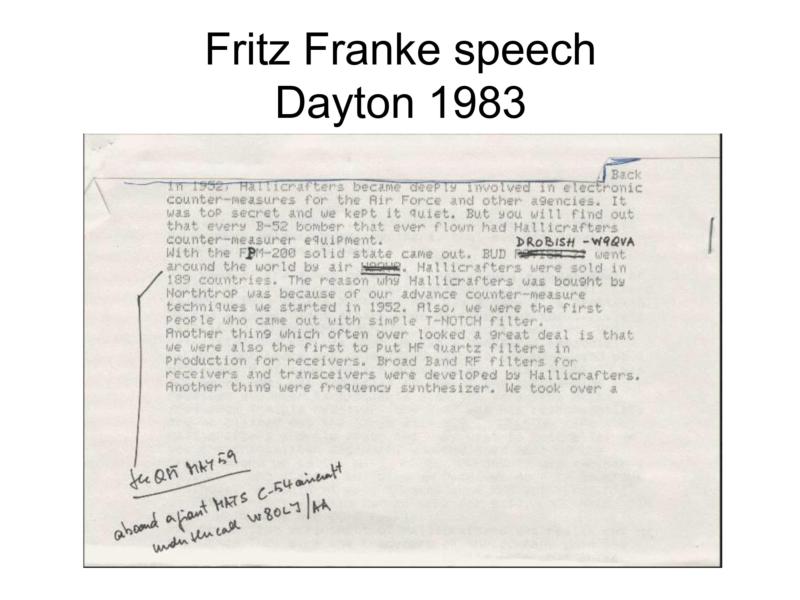 Fritz Franke speech
Dayton 1983
Back
in 1952, Hallicrafters became deeply involved in electronic
counter-measures for the Air Force and other agencies. It
was top secret and we kept it quiet. But you will find out
that every B-52 bomber that ever flown had Hallicrafters
counter-measurer equipment.
DROBISH - W9QVA
With the FPM-200 solid state came out. BUD went
around the world by air. Hallicrafters were sold in
189 countries. The reason why Hallicrafters was bought by
Northtrop was because of our advance counter-measure
techniques we started in 1952. Also, we were the first
people who came out with simple T-NOTCH filter.
Another thing which often over looked a great deal is that
we were also the first to put HF quartz filters in
production for receivers. Broad Band RF filters for
receivers and transceivers were developed by Hallicrafters.
Another thing were frequency synthesizer. We took over a
see MAY 59
aboard a giant MATS C-54 aircraft
under the call W8OLJ/AA